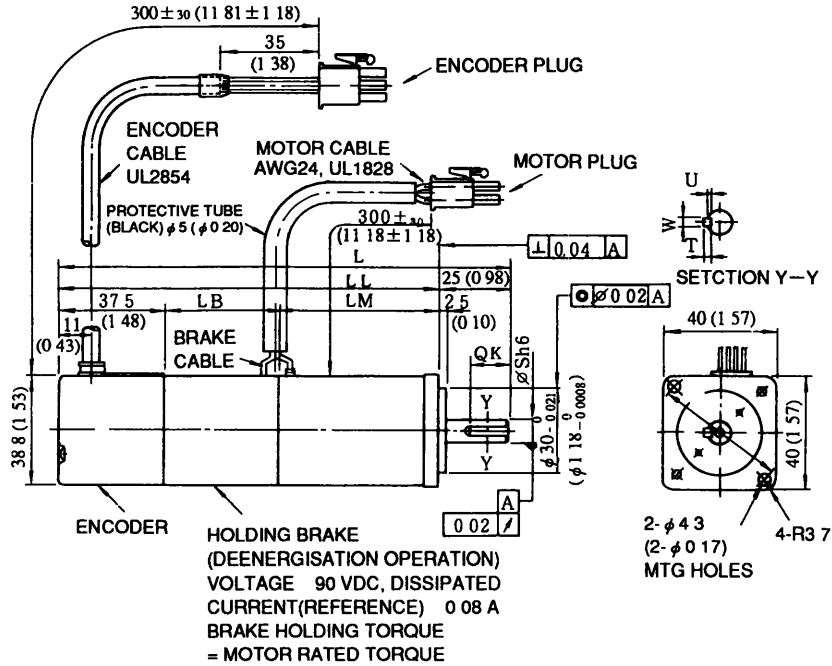 300±30 (11 81±1 18)
35
(1 38)
ENCODER PLUG
ENCODER
CABLE
UL2854
MOTOR CABLE
AWG24, UL1828
MOTOR PLUG
PROTECTIVE TUBE
(BLACK) φ5 (φ0 20)
300±30
(11 18±1 18)
U
W
T
SETCTION Y–Y
⊥ 0.04 A
L
LL
25 (0 98)
37 5
(1 48)
LB
LM
2 5
(0 10)
◎ ⌀0 02 A
11
(0 43)
BRAKE
CABLE
QK
⌀Sh6
40 (1 57)
38 8 (1 53)
Y
Y
φ30 0 -0 021
(φ1 18 0 -0 0008)
40 (1 57)
ENCODER
A
0 02 ↗
HOLDING BRAKE
(DEENERGISATION OPERATION)
VOLTAGE 90 VDC, DISSIPATED
CURRENT(REFERENCE) 0 08 A
BRAKE HOLDING TORQUE
= MOTOR RATED TORQUE
2-φ4 3
(2-φ0 17)
MTG HOLES
4-R3 7